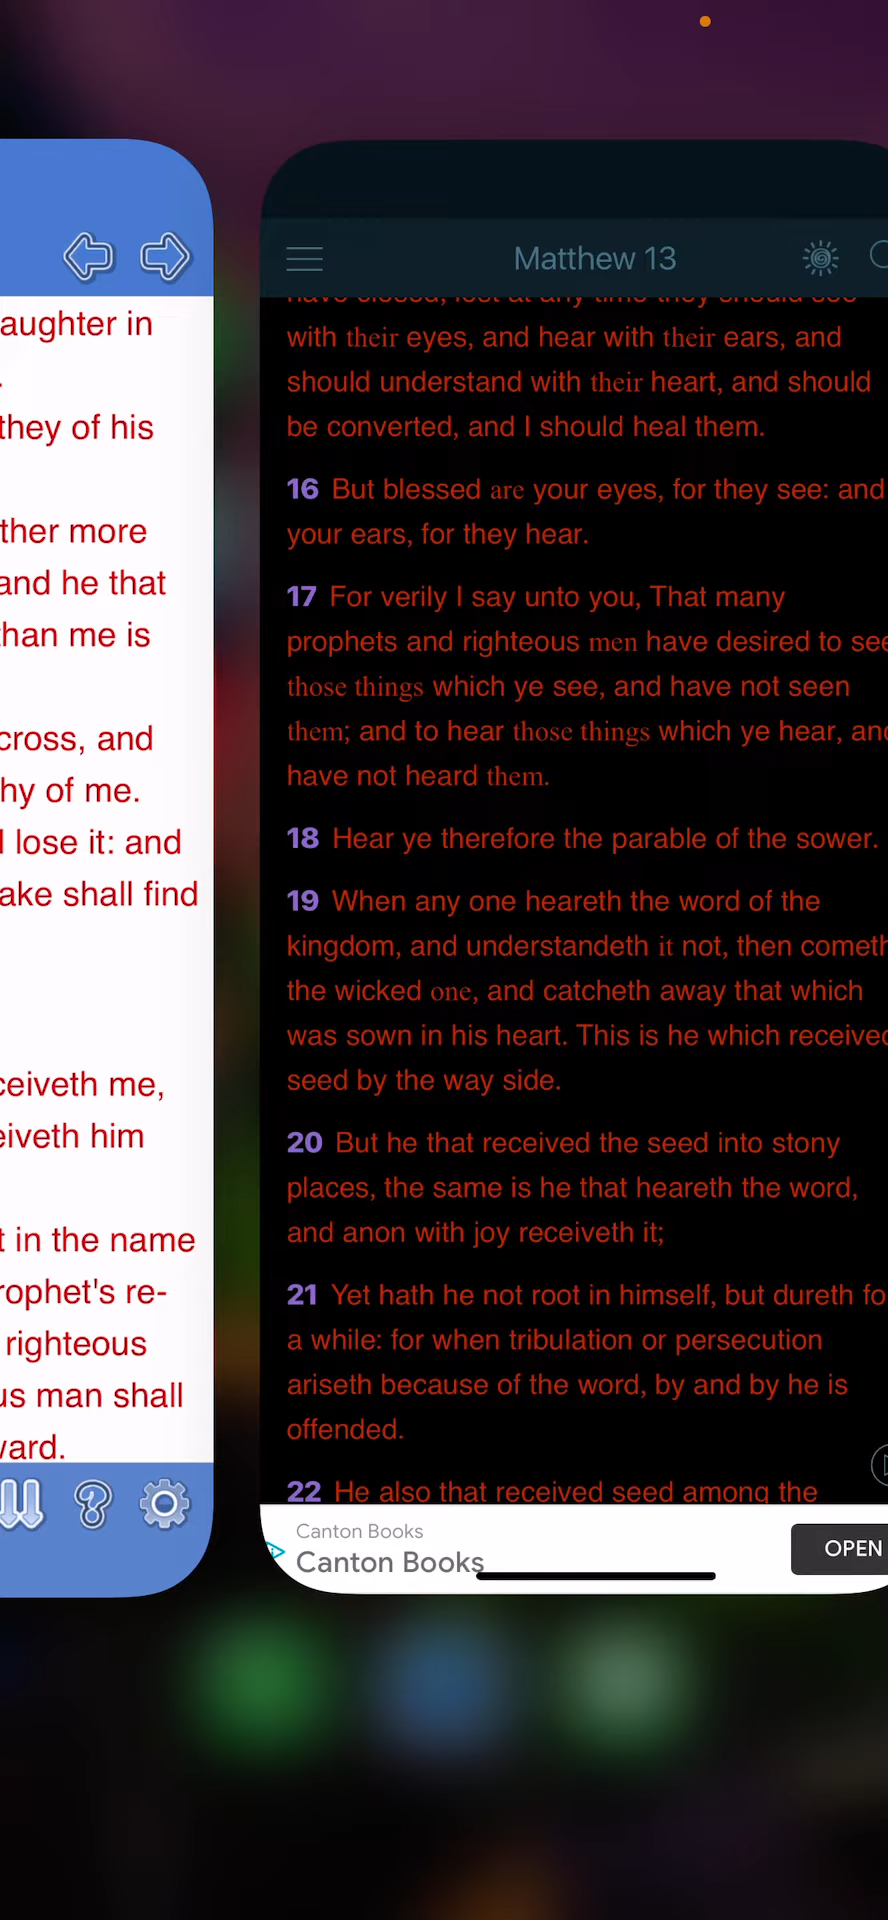 aughter in
.
they of his
ther more
and he that
than me is
cross, and
hy of me.
l lose it: and
ake shall find
ceiveth me,
eiveth him
t in the name
rophet's re-
righteous
us man shall
vard.
Matthew 13
have closed, lest at any time they should see
with their eyes, and hear with their ears, and
should understand with their heart, and should
be converted, and I should heal them.
16 But blessed are your eyes, for they see: and
your ears, for they hear.
17 For verily I say unto you, That many
prophets and righteous men have desired to see
those things which ye see, and have not seen
them; and to hear those things which ye hear, and
have not heard them.
18 Hear ye therefore the parable of the sower.
19 When any one heareth the word of the
kingdom, and understandeth it not, then cometh
the wicked one, and catcheth away that which
was sown in his heart. This is he which received
seed by the way side.
20 But he that received the seed into stony
places, the same is he that heareth the word,
and anon with joy receiveth it;
21 Yet hath he not root in himself, but dureth fo
a while: for when tribulation or persecution
ariseth because of the word, by and by he is
offended.
22 He also that received seed among the
Canton Books
Canton Books
OPEN